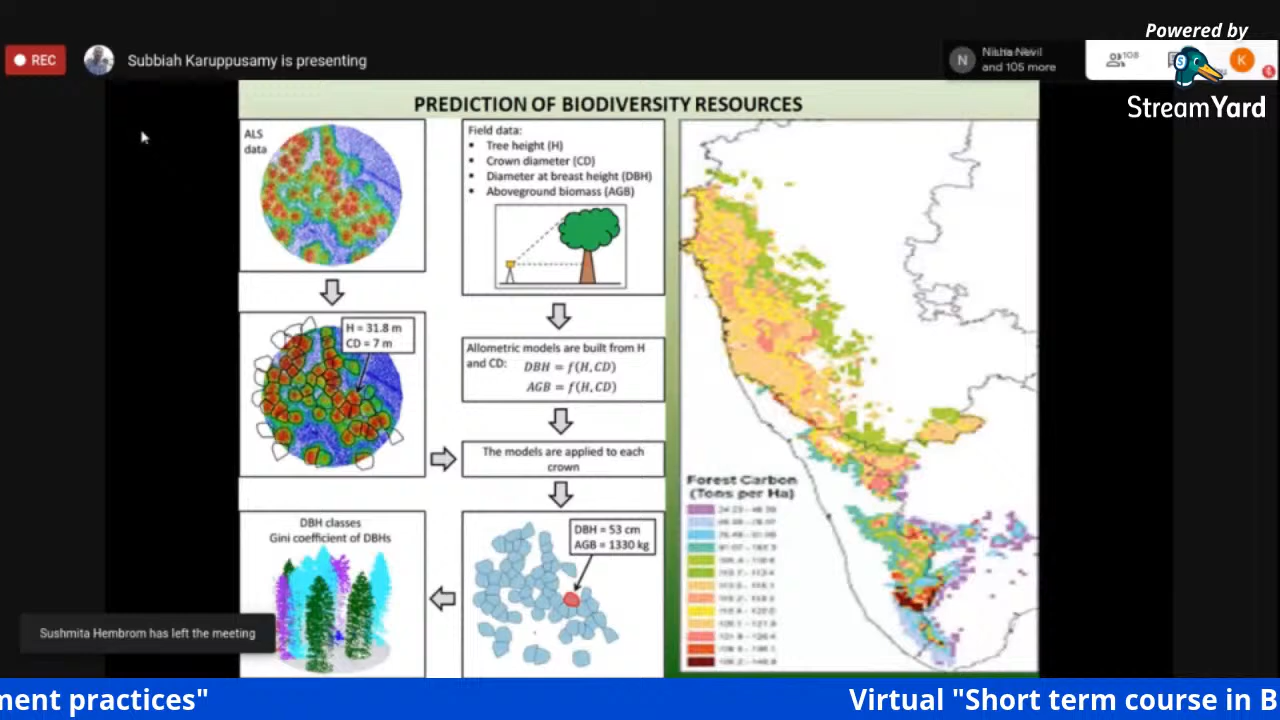 Powered by
StreamYard
REC
Subbiah Karuppusamy is presenting
N
Nisha Nevil
and 105 more
108
K
PREDICTION OF BIODIVERSITY RESOURCES
ALS
data
H = 31.8 m
CD = 7 m
DBH classes
Gini coefficient of DBHs
Field data:
Tree height (H)
Crown diameter (CD)
Diameter at breast height (DBH)
Aboveground biomass (AGB)
Allometric models are built from H
and CD: DBH = f(H, CD)
AGB = f(H, CD)
The models are applied to each
crown
DBH = 53 cm
AGB = 1330 kg
Forest Carbon
(Tons per Ha)
Sushmita Hembrom has left the meeting
ment practices"
Virtual "Short term course in B